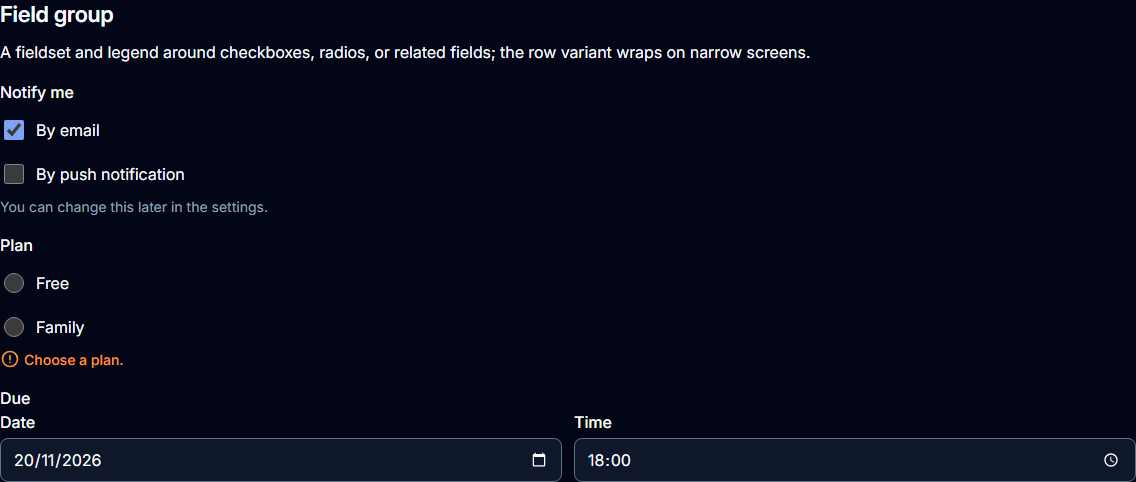 Field group
A fieldset and legend around checkboxes, radios, or related fields; the row variant wraps on narrow screens.
Notify me
By email
By push notification
You can change this later in the settings.
Plan
Free
Family
Choose a plan.
Due
Date
Time
20/11/2026
18:00